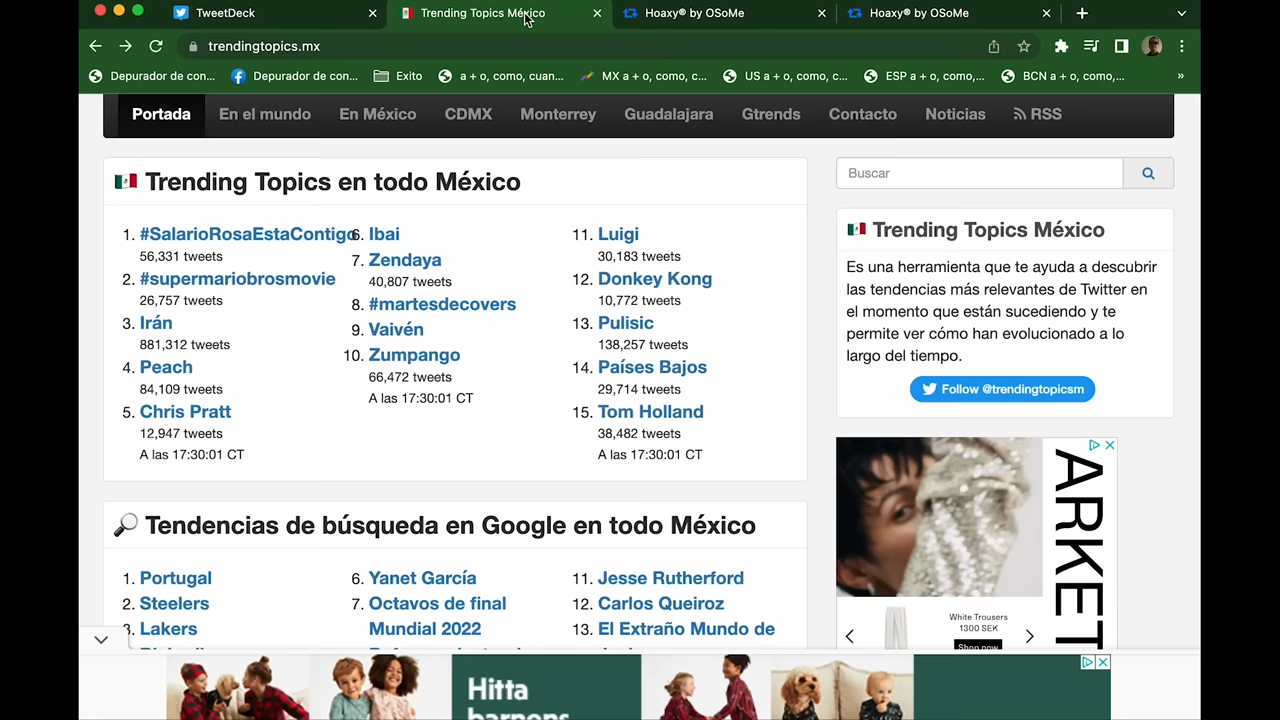 TweetDeck
Trending Topics México
Hoaxy® by OSoMe
Hoaxy® by OSoMe
trendingtopics.mx
Depurador de con...
Depurador de con...
Exito
a + o, como, cuan...
MX a + o, como, c...
US a + o, como, c...
ESP a + o, como,...
BCN a + o, como,...
»
Portada
En el mundo
En México
CDMX
Monterrey
Guadalajara
Gtrends
Contacto
Noticias
RSS
Trending Topics en todo México
1. #SalarioRosaEstaContigo
56,331 tweets
2. #supermariobrosmovie
26,757 tweets
3. Irán
881,312 tweets
4. Peach
84,109 tweets
5. Chris Pratt
12,947 tweets
A las 17:30:01 CT
6. Ibai
7. Zendaya
40,807 tweets
8. #martesdecovers
9. Vaivén
10. Zumpango
66,472 tweets
A las 17:30:01 CT
11. Luigi
30,183 tweets
12. Donkey Kong
10,772 tweets
13. Pulisic
138,257 tweets
14. Países Bajos
29,714 tweets
15. Tom Holland
38,482 tweets
A las 17:30:01 CT
Buscar
Trending Topics México
Es una herramienta que te ayuda a descubrir
las tendencias más relevantes de Twitter en
el momento que están sucediendo y te
permite ver cómo han evolucionado a lo
largo del tiempo.
Follow @trendingtopicsm
ARKET
White Trousers
1300 SEK
Shop now
Tendencias de búsqueda en Google en todo México
1. Portugal
2. Steelers
3. Lakers
6. Yanet García
7. Octavos de final
Mundial 2022
11. Jesse Rutherford
12. Carlos Queiroz
13. El Extraño Mundo de
Hitta
barnens